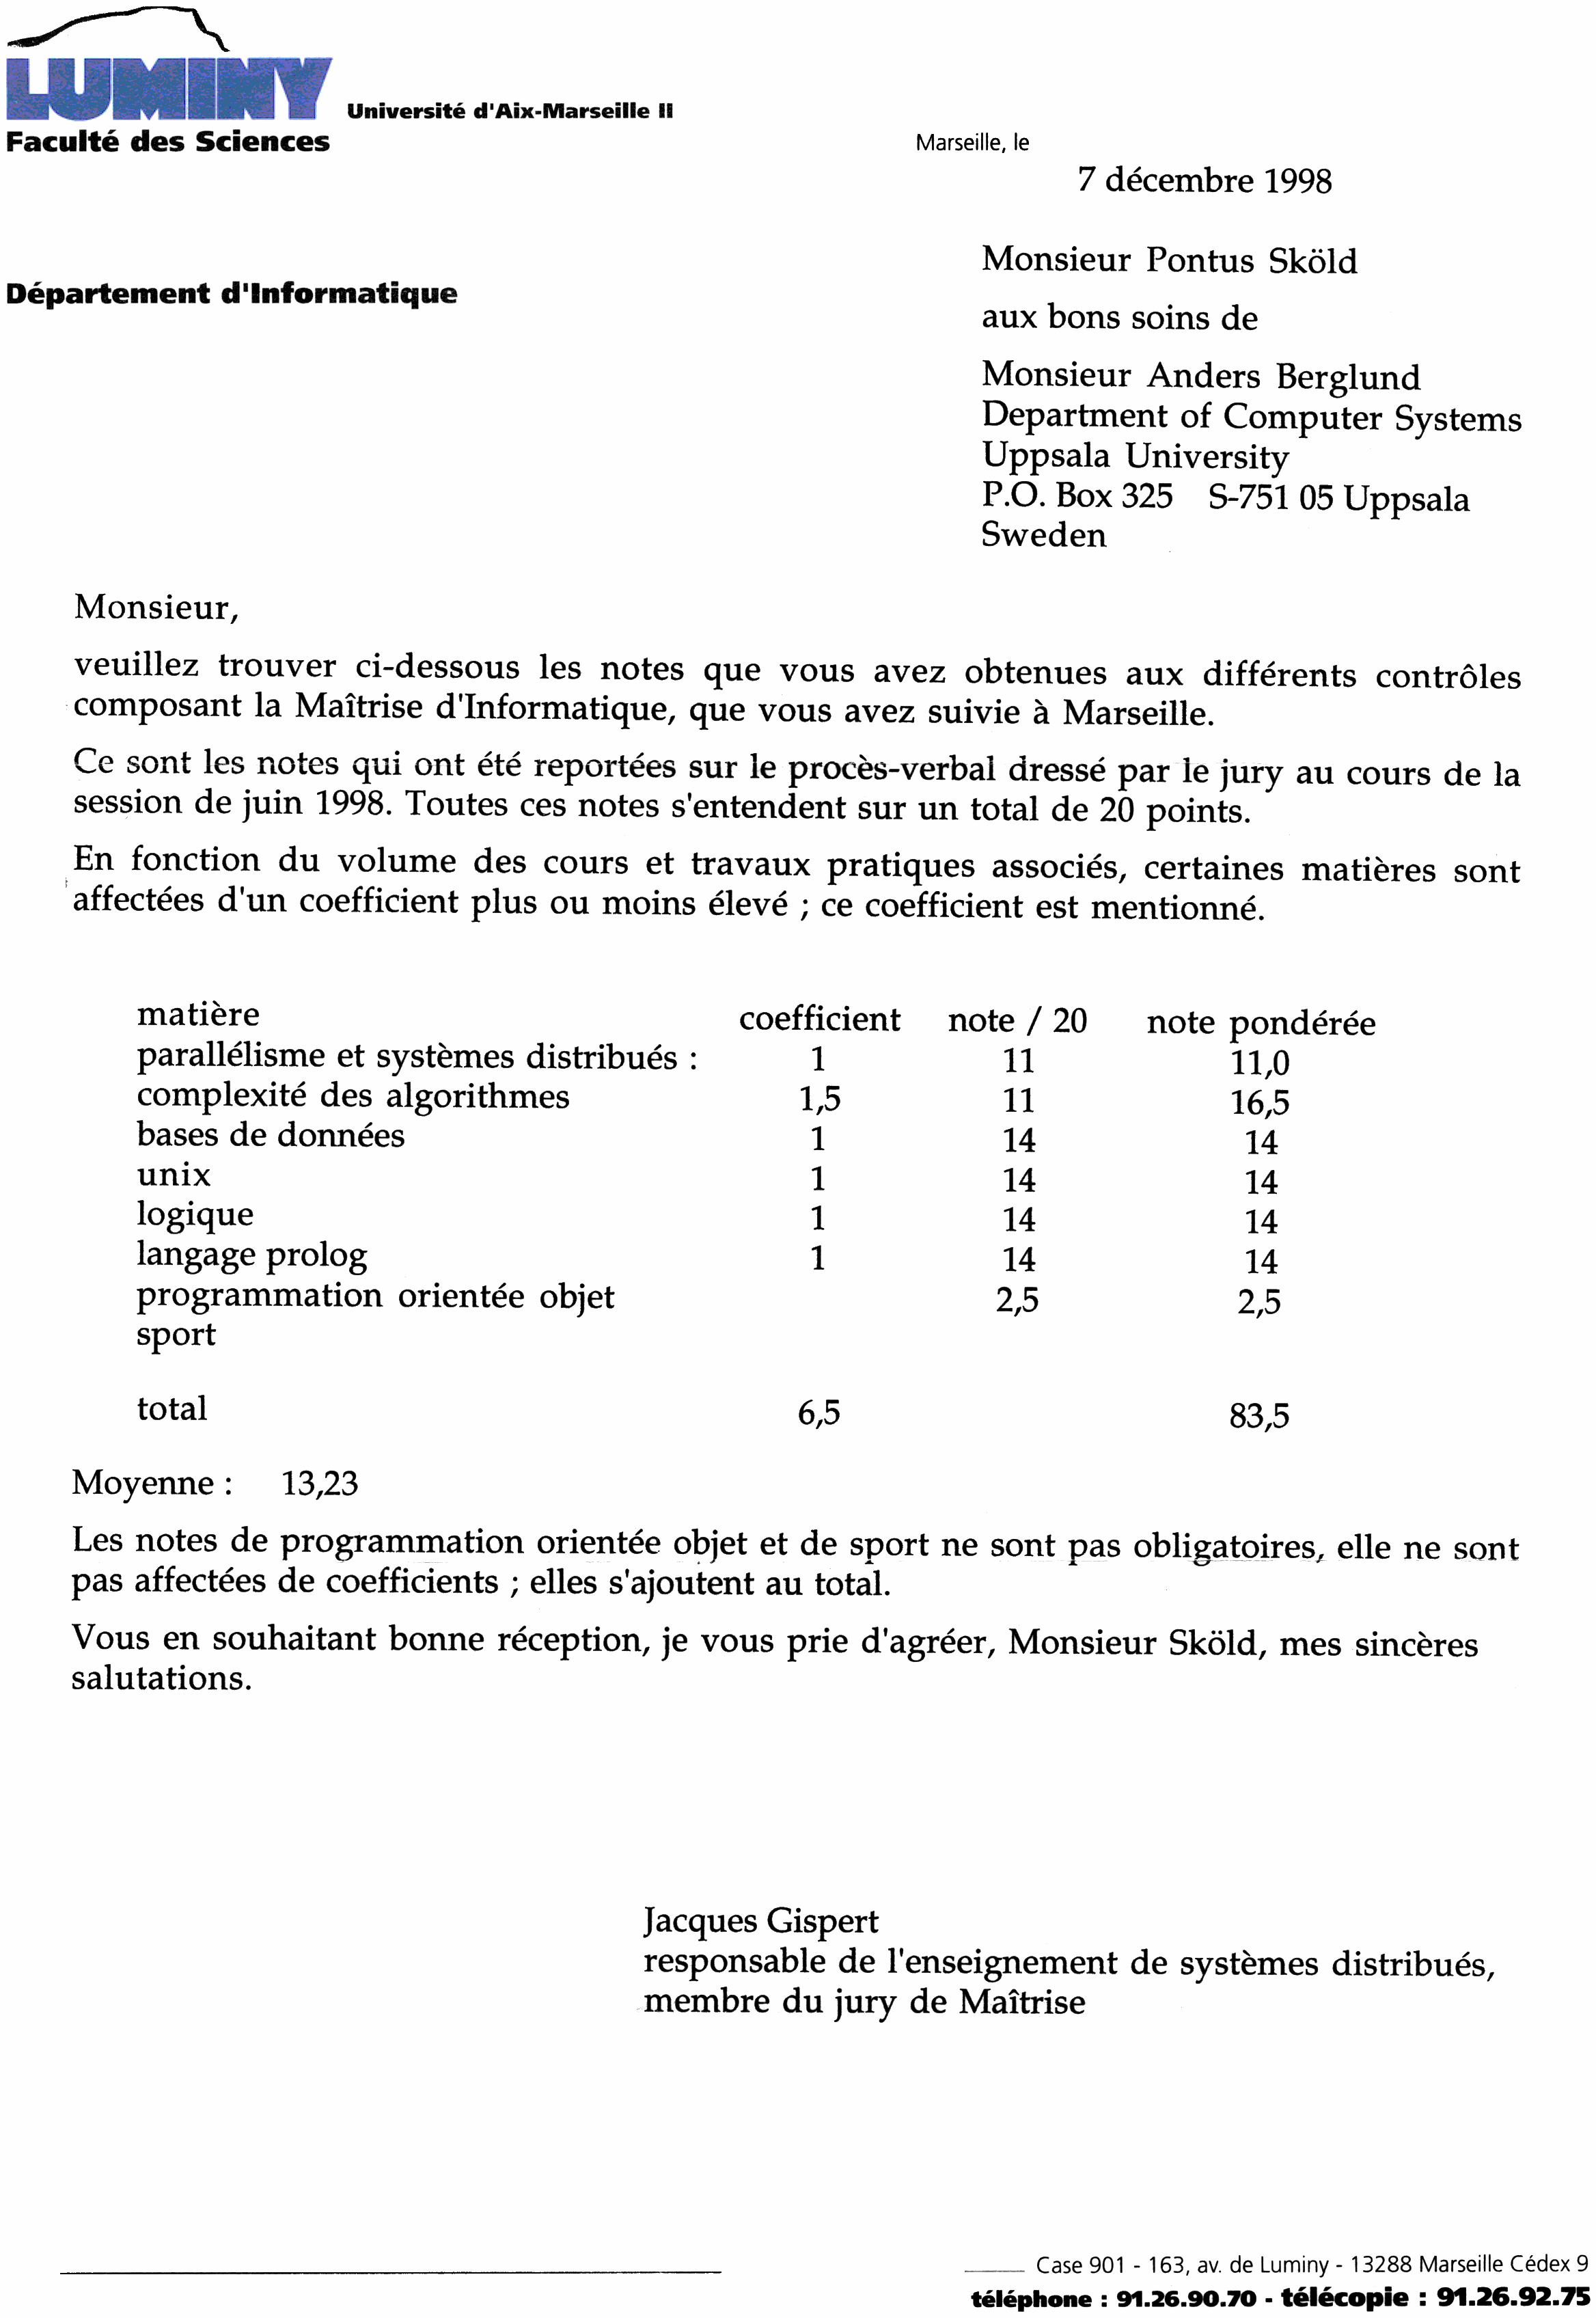 LUMINY
Université d'Aix-Marseille II
Faculté des Sciences
Marseille, le
7 décembre 1998
Monsieur Pontus Sköld
Département d'Informatique
aux bons soins de
Monsieur Anders Berglund
Department of Computer Systems
Uppsala University
P.O. Box 325 S-751 05 Uppsala
Sweden
Monsieur,
veuillez trouver ci-dessous les notes que vous avez obtenues aux différents contrôles
composant la Maîtrise d'Informatique, que vous avez suivie à Marseille.
Ce sont les notes qui ont été reportées sur le procès-verbal dressé par le jury au cours de la
session de juin 1998. Toutes ces notes s'entendent sur un total de 20 points.
En fonction du volume des cours et travaux pratiques associés, certaines matières sont
affectées d'un coefficient plus ou moins élevé ; ce coefficient est mentionné.
matière coefficient note / 20 note pondérée
parallélisme et systèmes distribués : 1 11 11,0
complexité des algorithmes 1,5 11 16,5
bases de données 1 14 14
unix 1 14 14
logique 1 14 14
langage prolog 1 14 14
programmation orientée objet 2,5 2,5
sport
total 6,5 83,5
Moyenne : 13,23
Les notes de programmation orientée objet et de sport ne sont pas obligatoires, elle ne sont
pas affectées de coefficients ; elles s'ajoutent au total.
Vous en souhaitant bonne réception, je vous prie d'agréer, Monsieur Sköld, mes sincères
salutations.
Jacques Gispert
responsable de l'enseignement de systèmes distribués,
membre du jury de Maîtrise
Case 901 - 163, av. de Luminy - 13288 Marseille Cédex 9
téléphone : 91.26.90.70 - télécopie : 91.26.92.75